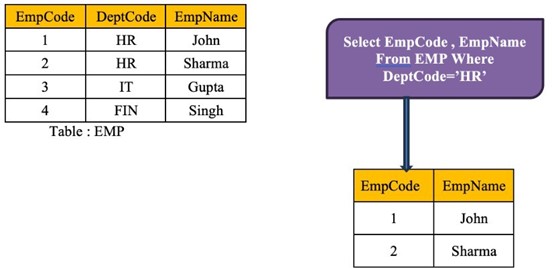 EmpCode DeptCode EmpName
1 HR John
2 HR Sharma
3 IT Gupta
4 FIN Singh
Table : EMP
Select EmpCode , EmpName
From EMP Where
DeptCode=’HR’
EmpCode EmpName
1 John
2 Sharma